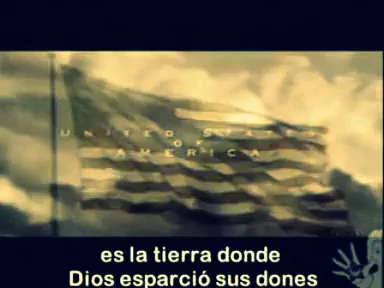 UNITED STATES
OF
AMERICA
es la tierra donde
Dios esparció sus dones